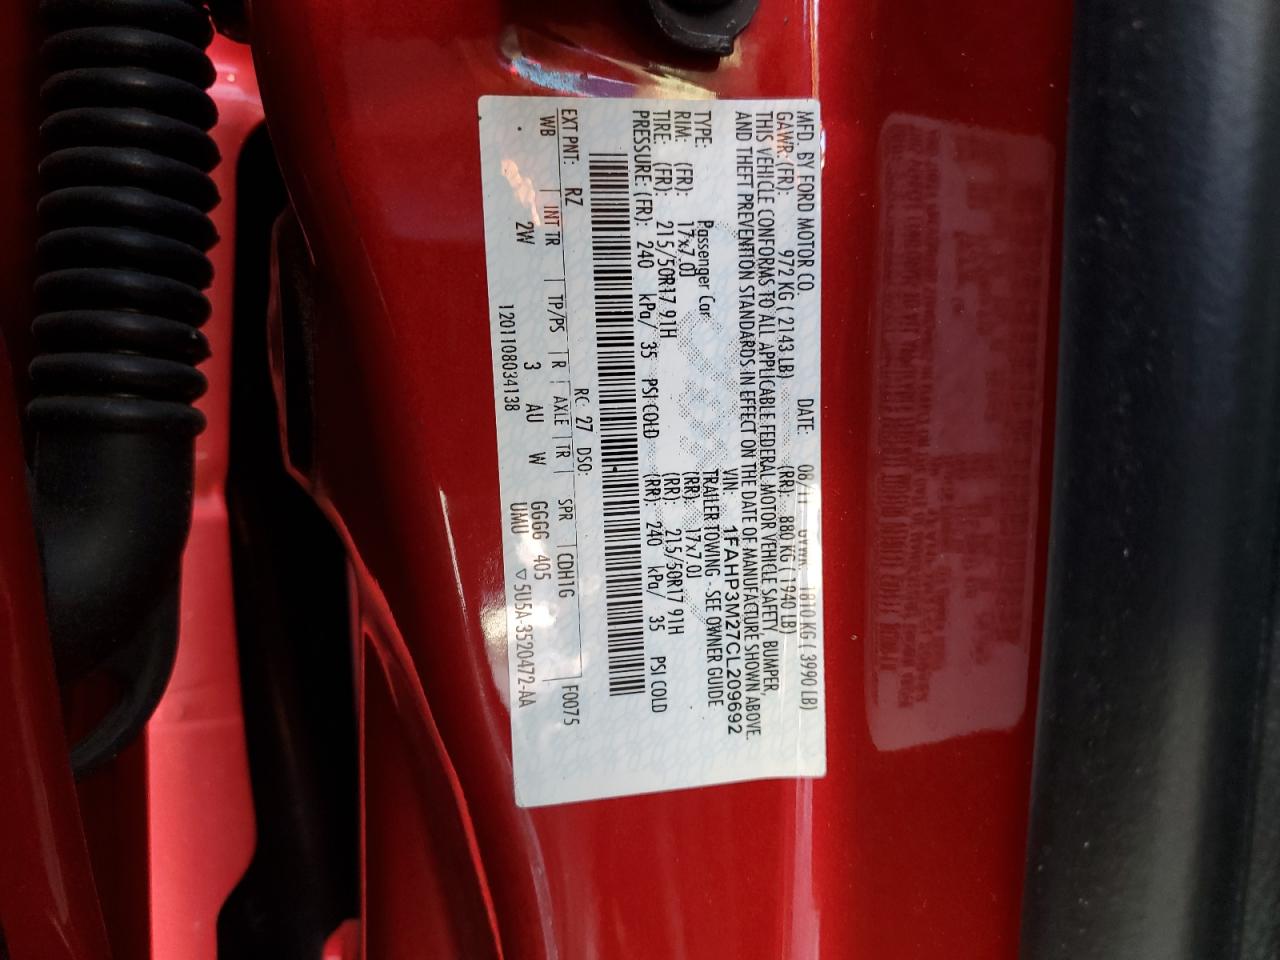 MFD. BY FORD MOTOR CO.
DATE: 08/11 GVWR: 1810 KG ( 3990 LB)
GAWR: (FR): 972 KG ( 2143 LB) (RR): 880 KG ( 1940 LB)
THIS VEHICLE CONFORMS TO ALL APPLICABLE FEDERAL MOTOR VEHICLE SAFETY, BUMPER,
AND THEFT PREVENTION STANDARDS IN EFFECT ON THE DATE OF MANUFACTURE SHOWN ABOVE.
VIN: 1FAHP3M27CL209692
TYPE: Passenger Car TRAILER TOWING - SEE OWNER GUIDE
RIM: (FR): 17x7.0J (RR): 17x7.0J
TIRE: (FR): 215/50R17 91H (RR): 215/50R17 91H
PRESSURE: (FR): 240 kPa/ 35 PSI COLD (RR): 240 kPa/ 35 PSI COLD
RC: 27 DSO: F0075
EXT PNT: RZ
WB INT TR TP/PS R AXLE TR SPR CDH1G
. 2W 3 AU W GGGG 405
UMU
1201108034138 ▽5U5A-3520472-AA